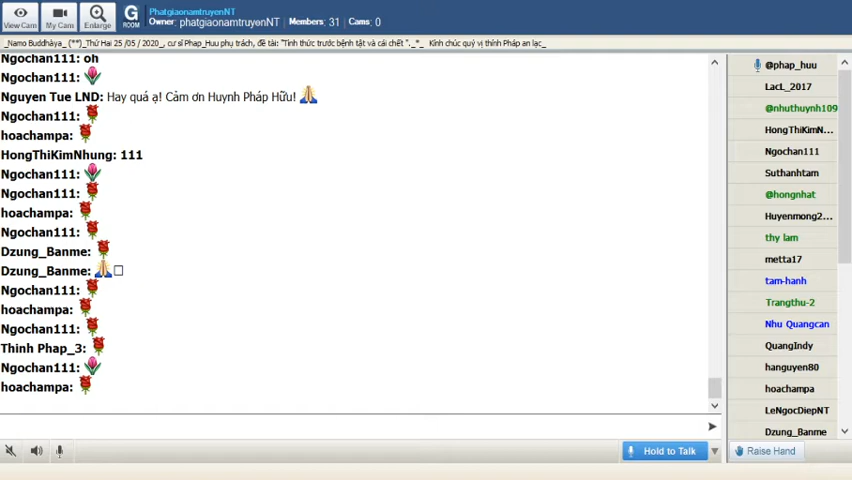 View Cam
My Cam
Enlarge
G
ROOM
PhatgiaonamtruyenNT
Owner: phatgiaonamtruyenNT
Members: 31
Cams: 0
_Namo Buddhàya_ (**)_Thứ Hai 25 /05 / 2020_, cư sĩ Phap_Huu phụ trách, đề tài: "Tỉnh thức trước bệnh tật và cái chết "._*_ Kính chúc quý vị thính Pháp an lạc_
Ngochan111: oh
Ngochan111:
Nguyen Tue LND: Hay quá ạ! Cảm ơn Huynh Pháp Hữu!
Ngochan111:
hoachampa:
HongThiKimNhung: 111
Ngochan111:
Ngochan111:
hoachampa:
Ngochan111:
Dzung_Banme:
Dzung_Banme:
Ngochan111:
hoachampa:
Ngochan111:
Thinh Phap_3:
Ngochan111:
hoachampa:
@phap_huu
LacL_2017
@nhuthuynh109
HongThiKimN...
Ngochan111
Suthanhtam
@hongnhat
Huyenmong2...
thy lam
metta17
tam-hanh
Trangthu-2
Nhu Quangcan
QuangIndy
hanguyen80
hoachampa
LeNgocDiepNT
Dzung_Banme
Hold to Talk
Raise Hand